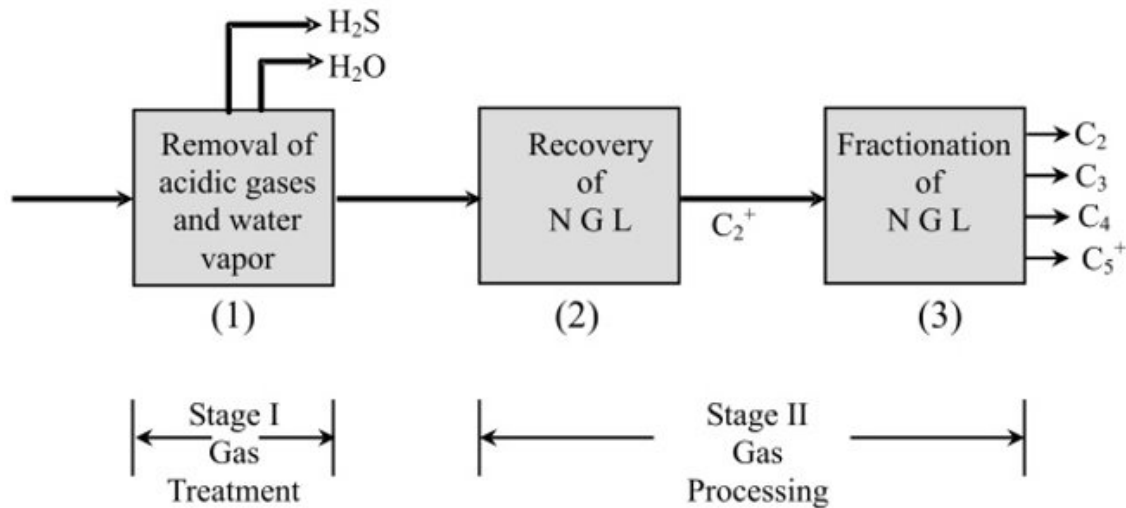 H₂S
H₂O
Removal of
acidic gases
and water
vapor
(1)
Recovery
of
N G L
(2)
C₂⁺
Fractionation
of
N G L
(3)
C₂
C₃
C₄
C₅⁺
Stage I
Gas
Treatment
Stage II
Gas
Processing